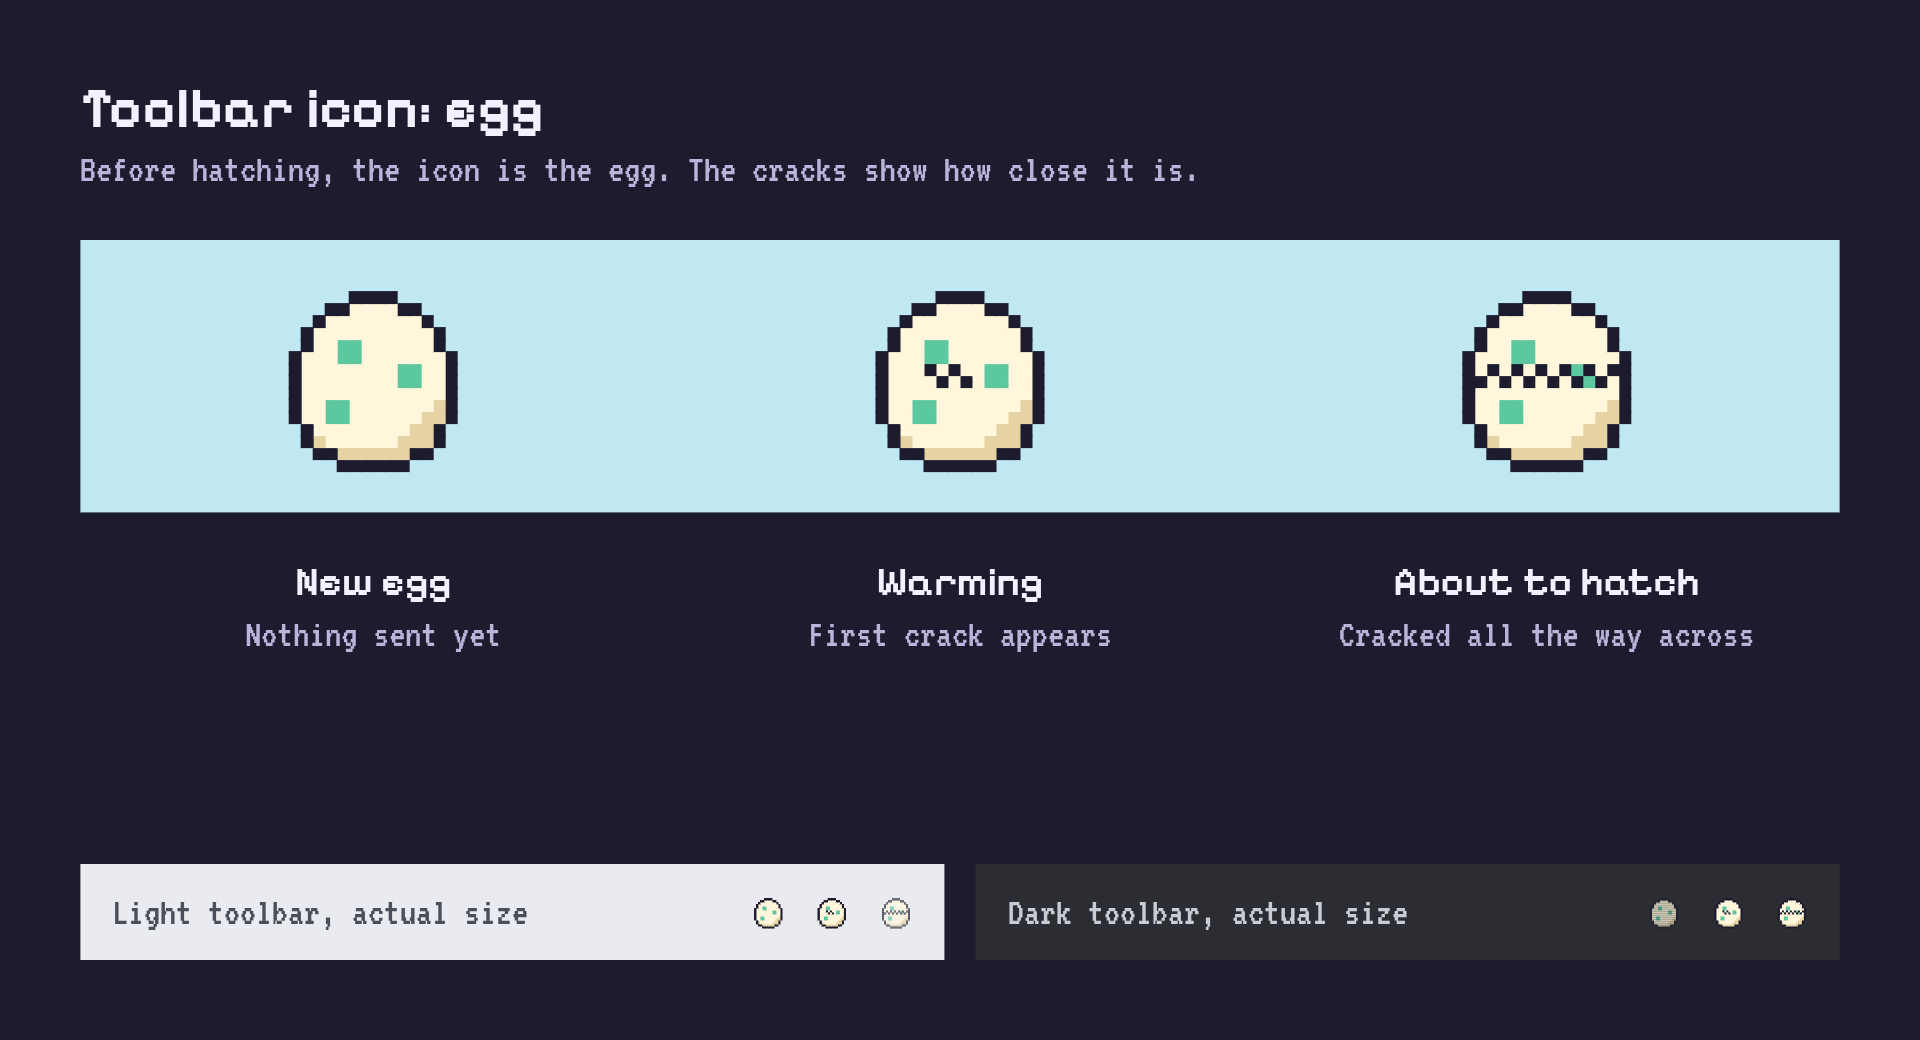 Toolbar icon: egg
Before hatching, the icon is the egg. The cracks show how close it is.
New egg
Nothing sent yet
Warming
First crack appears
About to hatch
Cracked all the way across
Light toolbar, actual size
Dark toolbar, actual size